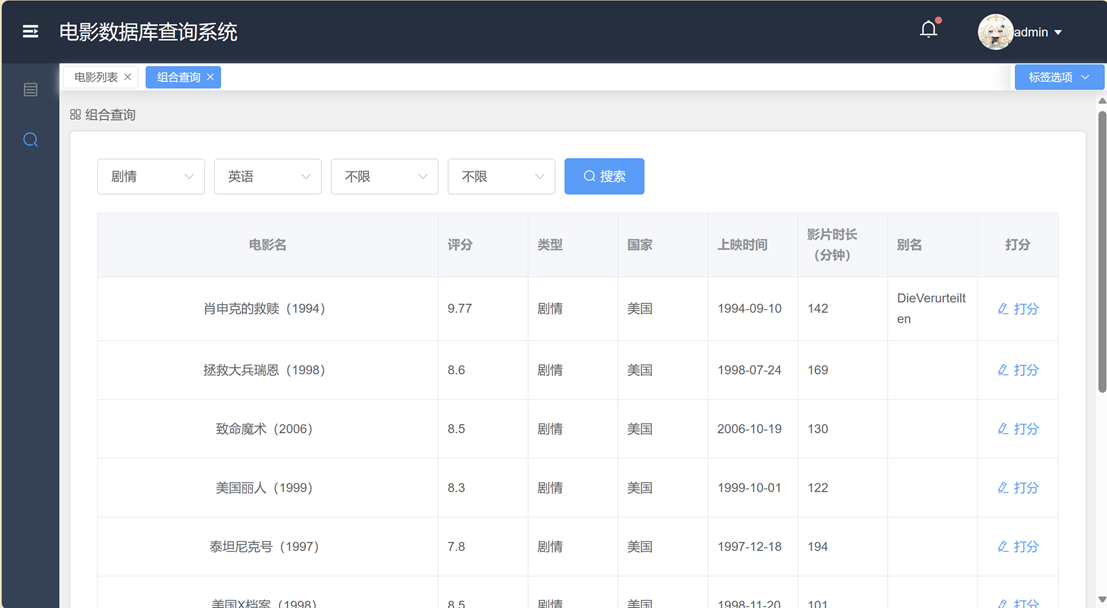 电影数据库查询系统
admin
电影列表
组合查询
标签选项
组合查询
剧情
英语
不限
不限
搜索
电影名 评分 类型 国家 上映时间 影片时长（分钟） 别名 打分
肖申克的救赎（1994） 9.77 剧情 美国 1994-09-10 142 DieVerurteilten 打分
拯救大兵瑞恩（1998） 8.6 剧情 美国 1998-07-24 169 打分
致命魔术（2006） 8.5 剧情 美国 2006-10-19 130 打分
美国丽人（1999） 8.3 剧情 美国 1999-10-01 122 打分
泰坦尼克号（1997） 7.8 剧情 美国 1997-12-18 194 打分
美国X档案（1998） 8.5 剧情 美国 1998-11-20 101 打分